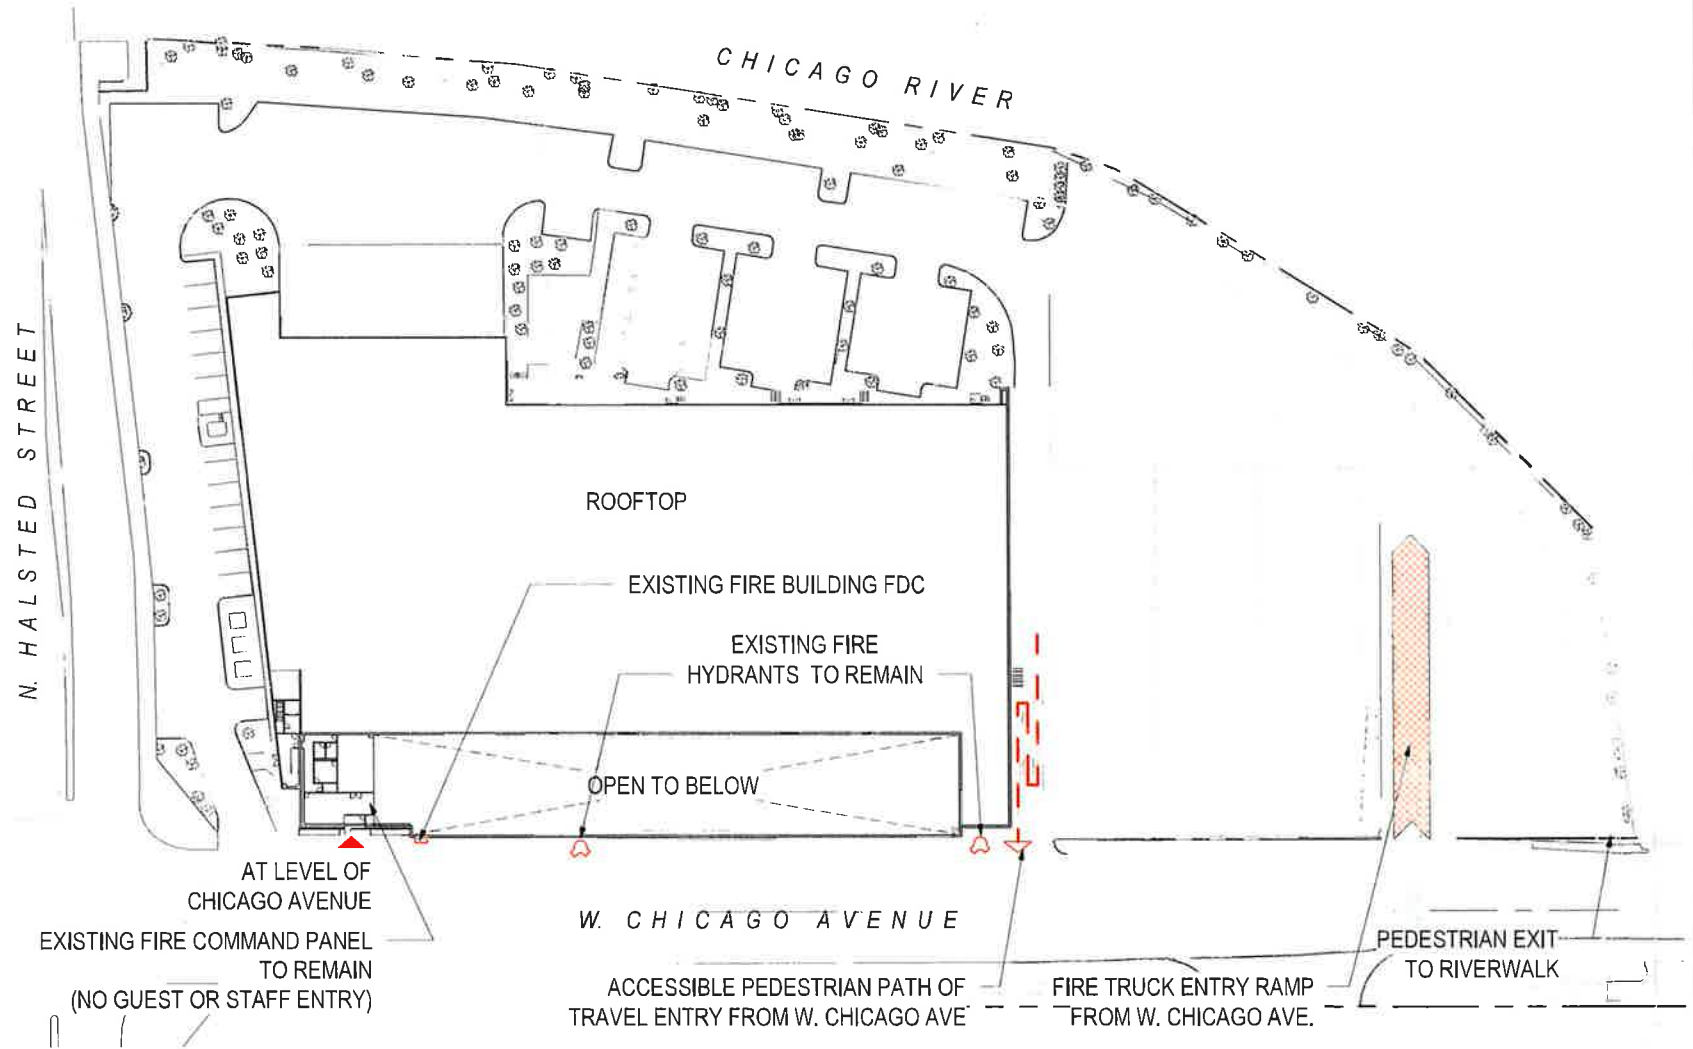 CHICAGO RIVER
N. HALSTED STREET
ROOFTOP
EXISTING FIRE BUILDING FDC
EXISTING FIRE
HYDRANTS TO REMAIN
OPEN TO BELOW
AT LEVEL OF
CHICAGO AVENUE
EXISTING FIRE COMMAND PANEL
TO REMAIN
(NO GUEST OR STAFF ENTRY)
W. CHICAGO AVENUE
ACCESSIBLE PEDESTRIAN PATH OF
TRAVEL ENTRY FROM W. CHICAGO AVE
FIRE TRUCK ENTRY RAMP
FROM W. CHICAGO AVE.
PEDESTRIAN EXIT
TO RIVERWALK